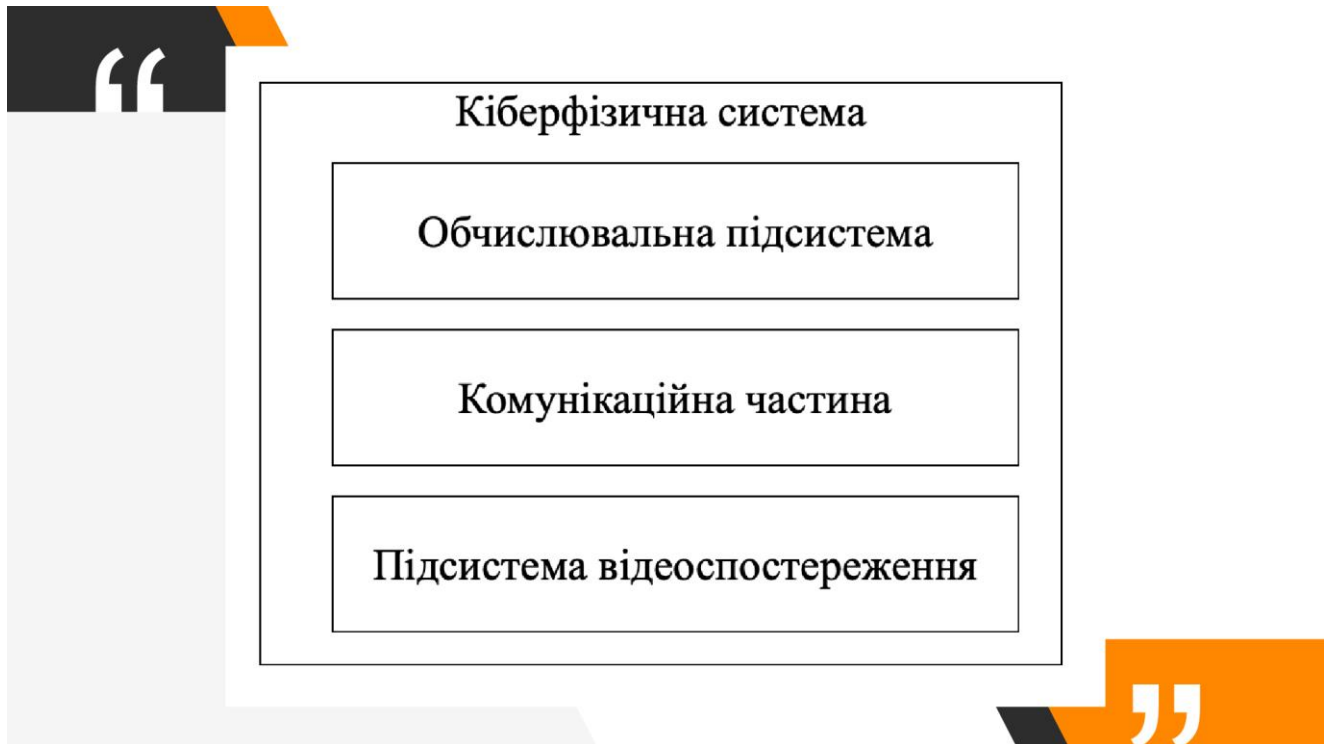 “
Кіберфізична система
Обчислювальна підсистема
Комунікаційна частина
Підсистема відеоспостереження
”